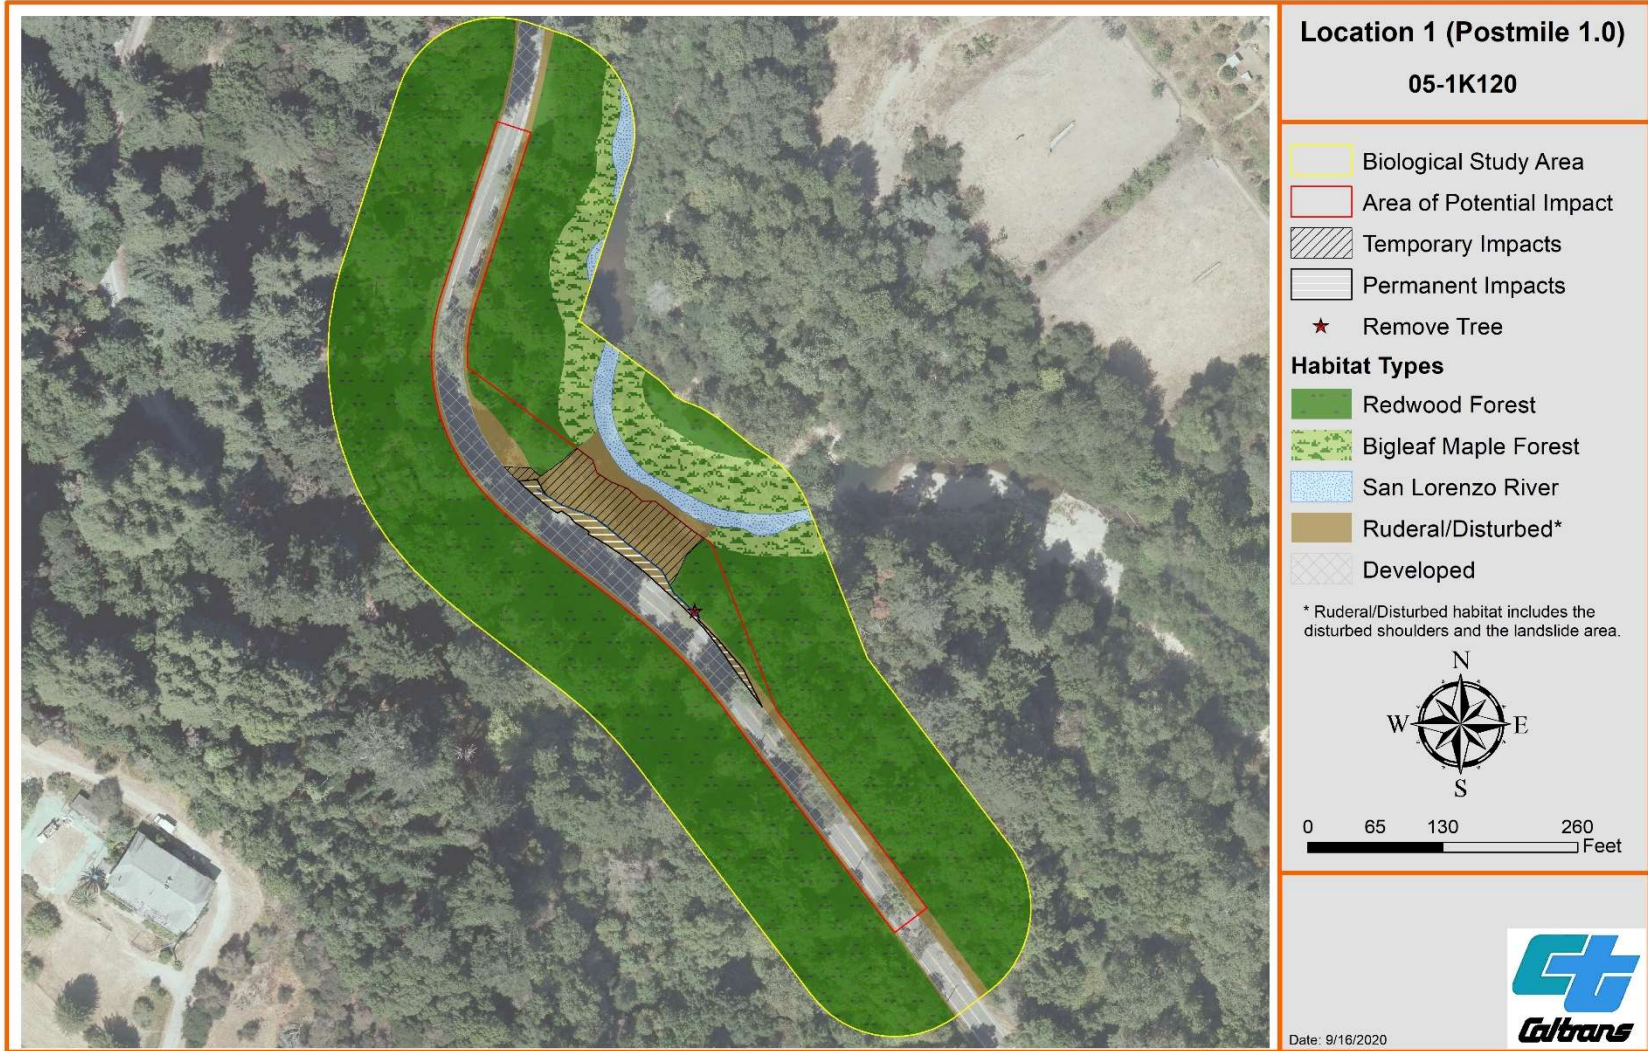 Location 1 (Postmile 1.0)
05-1K120
Biological Study Area
Area of Potential Impact
Temporary Impacts
Permanent Impacts
Remove Tree
Habitat Types
Redwood Forest
Bigleaf Maple Forest
San Lorenzo River
Ruderal/Disturbed*
Developed
* Ruderal/Disturbed habitat includes the
disturbed shoulders and the landslide area.
N
W E
S
0 65 130 260
Feet
Ct
Caltrans
Date: 9/16/2020